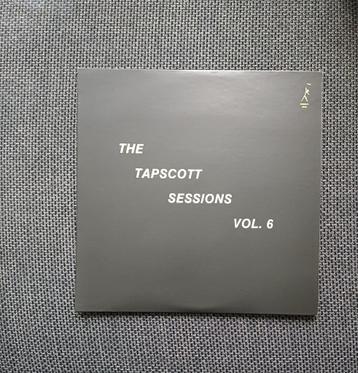 THE
TAPSCOTT
SESSIONS
VOL. 6